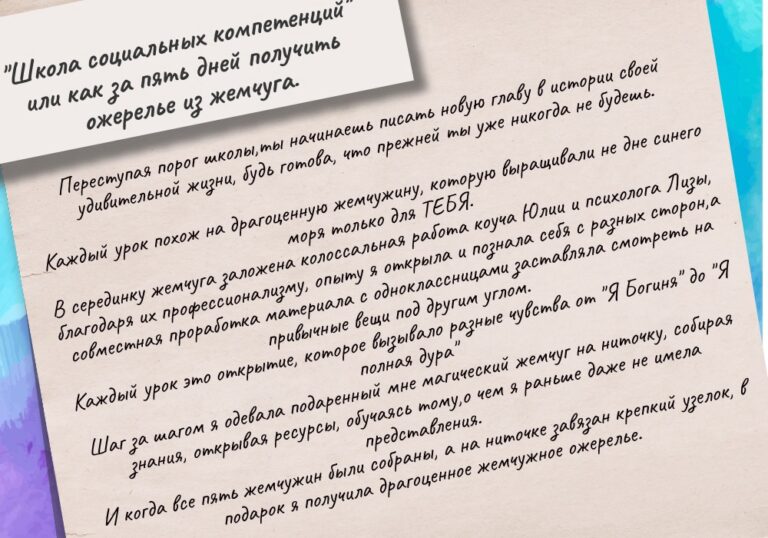 "Школа социальных компетенций"
или как за пять дней получить
ожерелье из жемчуга.
Переступая порог школы,ты начинаешь писать новую главу в истории своей
удивительной жизни, будь готова, что прежней ты уже никогда не будешь.
Каждый урок похож на драгоценную жемчужину, которую выращивали не дне синего
моря только для ТЕБЯ.
В серединку жемчуга заложена колоссальная работа коуча Юлии и психолога Лизы,
благодаря их профессионализму, опыту я открыла и познала себя с разных сторон,а
совместная проработка материала с одноклассницами заставляла смотреть на
привычные вещи под другим углом.
Каждый урок это открытие, которое вызывало разные чувства от "Я Богиня" до "Я
полная дура"
Шаг за шагом я одевала подаренный мне магический жемчуг на ниточку, собирая
знания, открывая ресурсы, обучаясь тому,о чем я раньше даже не имела
представления.
И когда все пять жемчужин были собраны, а на ниточке завязан крепкий узелок, в
подарок я получила драгоценное жемчужное ожерелье.